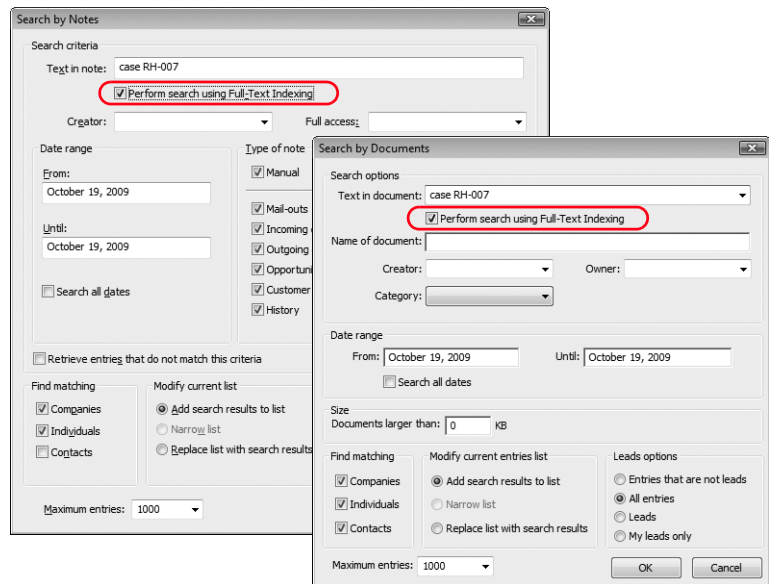 Search by Notes
Search criteria
Text in note: case RH-007
Perform search using Full-Text Indexing
Creator: Full access:
Date range
From:
October 19, 2009
Until:
October 19, 2009
Search all dates
Type of note
Manual
Mail-outs
Incoming
Outgoing
Opportuni
Customer
History
Retrieve entries that do not match this criteria
Find matching
Companies
Individuals
Contacts
Modify current list
Add search results to list
Narrow list
Replace list with search results
Maximum entries: 1000
Search by Documents
Search options
Text in document: case RH-007
Perform search using Full-Text Indexing
Name of document:
Creator: Owner:
Category:
Date range
From: October 19, 2009 Until: October 19, 2009
Search all dates
Size
Documents larger than: 0 KB
Find matching
Companies
Individuals
Contacts
Modify current entries list
Add search results to list
Narrow list
Replace list with search results
Leads options
Entries that are not leads
All entries
Leads
My leads only
Maximum entries: 1000
OK Cancel